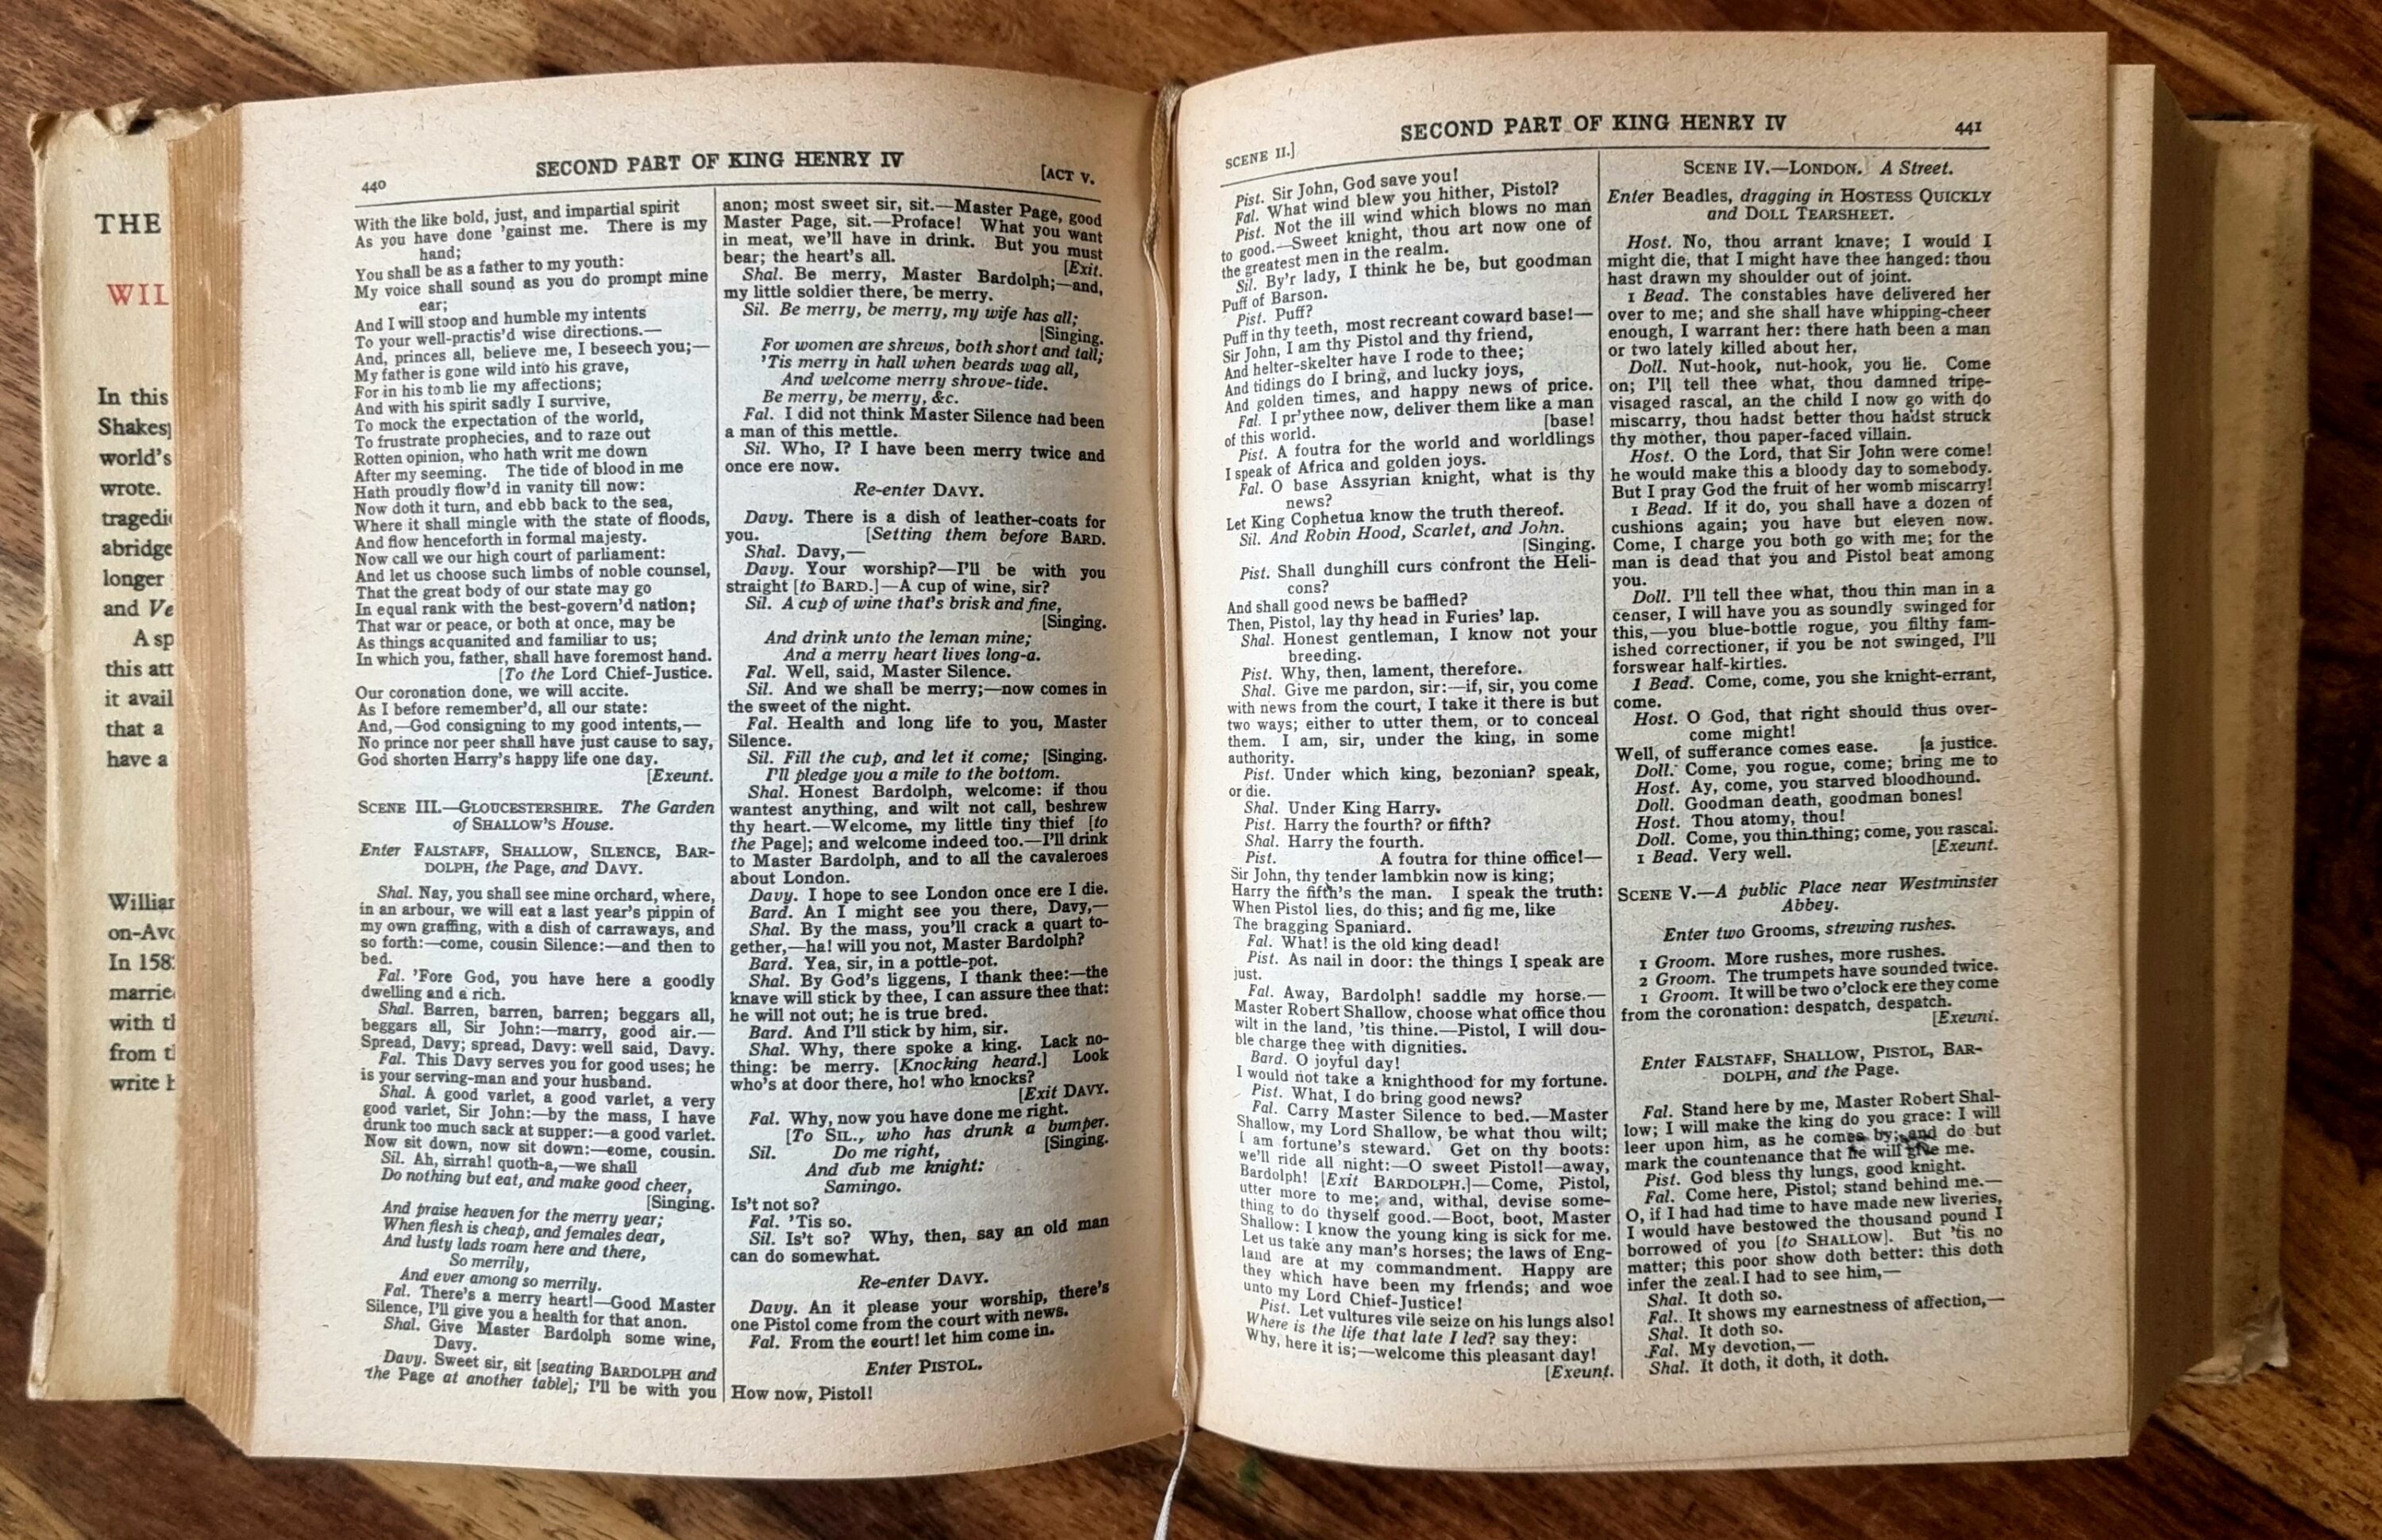 THE
WIL
In this
Shakesp
world's
wrote.
tragedi
abridge
longer
and Ve
A sp
this att
it avail
that a
have a
Williar
on-Avo
In 158
marrie
with th
from t
write h
440
SECOND PART OF KING HENRY IV
[ACT V.
With the like bold, just, and impartial spirit
As you have done 'gainst me. There is my
hand;
You shall be as a father to my youth:
My voice shall sound as you do prompt mine
ear;
And I will stoop and humble my intents
To your well-practis'd wise directions.—
And, princes all, believe me, I beseech you;—
My father is gone wild into his grave,
For in his tomb lie my affections;
And with his spirit sadly I survive,
To mock the expectation of the world,
To frustrate prophecies, and to raze out
Rotten opinion, who hath writ me down
After my seeming. The tide of blood in me
Hath proudly flow'd in vanity till now:
Now doth it turn, and ebb back to the sea,
Where it shall mingle with the state of floods,
And flow henceforth in formal majesty.
Now call we our high court of parliament:
And let us choose such limbs of noble counsel,
That the great body of our state may go
In equal rank with the best-govern'd nation;
That war or peace, or both at once, may be
As things acquanited and familiar to us;
In which you, father, shall have foremost hand.
[To the Lord Chief-Justice.
Our coronation done, we will accite.
As I before remember'd, all our state:
And,—God consigning to my good intents,—
No prince nor peer shall have just cause to say,
God shorten Harry's happy life one day.
[Exeunt.
SCENE III.—GLOUCESTERSHIRE. The Garden
of SHALLOW'S House.
Enter FALSTAFF, SHALLOW, SILENCE, BAR-
DOLPH, the Page, and DAVY.
Shal. Nay, you shall see mine orchard, where,
in an arbour, we will eat a last year's pippin of
my own graffing, with a dish of carraways, and
so forth:—come, cousin Silence:—and then to
bed.
Fal. 'Fore God, you have here a goodly
dwelling and a rich.
Shal. Barren, barren, barren; beggars all,
beggars all, Sir John:—marry, good air.—
Spread, Davy; spread, Davy: well said, Davy.
Fal. This Davy serves you for good uses; he
is your serving-man and your husband.
Shal. A good varlet, a good varlet, a very
good varlet, Sir John:—by the mass, I have
drunk too much sack at supper:—a good varlet.
Now sit down, now sit down:—come, cousin.
Sil. Ah, sirrah! quoth-a,—we shall
Do nothing but eat, and make good cheer,
[Singing.
And praise heaven for the merry year;
When flesh is cheap, and females dear,
And lusty lads roam here and there,
So merrily,
And ever among so merrily.
Fal. There's a merry heart!—Good Master
Silence, I'll give you a health for that anon.
Shal. Give Master Bardolph some wine,
Davy.
Davy. Sweet sir, sit [seating BARDOLPH and
the Page at another table]; I'll be with you
anon; most sweet sir, sit.—Master Page, good
Master Page, sit.—Proface! What you want
in meat, we'll have in drink. But you must
bear; the heart's all.
[Exit.
Shal. Be merry, Master Bardolph;—and,
my little soldier there, be merry.
Sil. Be merry, be merry, my wife has all;
[Singing.
For women are shrews, both short and tall;
'Tis merry in hall when beards wag all,
And welcome merry shrove-tide.
Be merry, be merry, &c.
Fal. I did not think Master Silence had been
a man of this mettle.
Sil. Who, I? I have been merry twice and
once ere now.
Re-enter DAVY.
Davy. There is a dish of leather-coats for
you. [Setting them before BARD.
Shal. Davy,—
Davy. Your worship?—I'll be with you
straight [to BARD.]—A cup of wine, sir?
Sil. A cup of wine that's brisk and fine,
[Singing.
And drink unto the leman mine;
And a merry heart lives long-a.
Fal. Well, said, Master Silence.
Sil. And we shall be merry;—now comes in
the sweet of the night.
Fal. Health and long life to you, Master
Silence.
Sil. Fill the cup, and let it come; [Singing.
I'll pledge you a mile to the bottom.
Shal. Honest Bardolph, welcome: if thou
wantest anything, and wilt not call, beshrew
thy heart.—Welcome, my little tiny thief [to
the Page]; and welcome indeed too.—I'll drink
to Master Bardolph, and to all the cavaleroes
about London.
Davy. I hope to see London once ere I die.
Bard. An I might see you there, Davy,—
Shal. By the mass, you'll crack a quart to-
gether,—ha! will you not, Master Bardolph?
Bard. Yea, sir, in a pottle-pot.
Shal. By God's liggens, I thank thee:—the
knave will stick by thee, I can assure thee that:
he will not out; he is true bred.
Bard. And I'll stick by him, sir.
Shal. Why, there spoke a king. Lack no-
thing: be merry. [Knocking heard.] Look
who's at door there, ho! who knocks?
[Exit DAVY.
Fal. Why, now you have done me right.
[To SIL., who has drunk a bumper.
Sil. Do me right, [Singing.
And dub me knight:
Samingo.
Is't not so?
Fal. 'Tis so.
Sil. Is't so? Why, then, say an old man
can do somewhat.
Re-enter DAVY.
Davy. An it please your worship, there's
one Pistol come from the court with news.
Fal. From the court! let him come in.
Enter PISTOL.
How now, Pistol!
SCENE II.]
SECOND PART OF KING HENRY IV
441
Pist. Sir John, God save you!
Fal. What wind blew you hither, Pistol?
Pist. Not the ill wind which blows no man
to good.—Sweet knight, thou art now one of
the greatest men in the realm.
Sil. By'r lady, I think he be, but goodman
Puff of Barson.
Pist. Puff?
Puff in thy teeth, most recreant coward base!—
Sir John, I am thy Pistol and thy friend,
And helter-skelter have I rode to thee;
And tidings do I bring, and lucky joys,
And golden times, and happy news of price.
Fal. I pr'ythee now, deliver them like a man
of this world. [base!
Pist. A foutra for the world and worldlings
I speak of Africa and golden joys.
Fal. O base Assyrian knight, what is thy
news?
Let King Cophetua know the truth thereof.
Sil. And Robin Hood, Scarlet, and John.
[Singing.
Pist. Shall dunghill curs confront the Heli-
cons?
And shall good news be baffled?
Then, Pistol, lay thy head in Furies' lap.
Shal. Honest gentleman, I know not your
breeding.
Pist. Why, then, lament, therefore.
Shal. Give me pardon, sir:—if, sir, you come
with news from the court, I take it there is but
two ways; either to utter them, or to conceal
them. I am, sir, under the king, in some
authority.
Pist. Under which king, bezonian? speak,
or die.
Shal. Under King Harry.
Pist. Harry the fourth? or fifth?
Shal. Harry the fourth.
Pist. A foutra for thine office!—
Sir John, thy tender lambkin now is king;
Harry the fifth's the man. I speak the truth:
When Pistol lies, do this; and fig me, like
The bragging Spaniard.
Fal. What! is the old king dead!
Pist. As nail in door: the things I speak are
just.
Fal. Away, Bardolph! saddle my horse.—
Master Robert Shallow, choose what office thou
wilt in the land, 'tis thine.—Pistol, I will dou-
ble charge thee with dignities.
Bard. O joyful day!
I would not take a knighthood for my fortune.
Pist. What, I do bring good news?
Fal. Carry Master Silence to bed.—Master
Shallow, my Lord Shallow, be what thou wilt;
I am fortune's steward. Get on thy boots:
we'll ride all night:—O sweet Pistol!—away,
Bardolph! [Exit BARDOLPH.]—Come, Pistol,
utter more to me; and, withal, devise some-
thing to do thyself good.—Boot, boot, Master
Shallow: I know the young king is sick for me.
Let us take any man's horses; the laws of Eng-
land are at my commandment. Happy are
they which have been my friends; and woe
unto my Lord Chief-Justice!
Pist. Let vultures vile seize on his lungs also!
Where is the life that late I led? say they:
Why, here it is;—welcome this pleasant day!
[Exeunt.
SCENE IV.—LONDON. A Street.
Enter Beadles, dragging in HOSTESS QUICKLY
and DOLL TEARSHEET.
Host. No, thou arrant knave; I would I
might die, that I might have thee hanged: thou
hast drawn my shoulder out of joint.
1 Bead. The constables have delivered her
over to me; and she shall have whipping-cheer
enough, I warrant her: there hath been a man
or two lately killed about her.
Doll. Nut-hook, nut-hook, you lie. Come
on; I'll tell thee what, thou damned tripe-
visaged rascal, an the child I now go with do
miscarry, thou hadst better thou hadst struck
thy mother, thou paper-faced villain.
Host. O the Lord, that Sir John were come!
he would make this a bloody day to somebody.
But I pray God the fruit of her womb miscarry!
1 Bead. If it do, you shall have a dozen of
cushions again; you have but eleven now.
Come, I charge you both go with me; for the
man is dead that you and Pistol beat among
you.
Doll. I'll tell thee what, thou thin man in a
censer, I will have you as soundly swinged for
this,—you blue-bottle rogue, you filthy fam-
ished correctioner, if you be not swinged, I'll
forswear half-kirtles.
1 Bead. Come, come, you she knight-errant,
come.
Host. O God, that right should thus over-
come might!
Well, of sufferance comes ease. [a justice.
Doll. Come, you rogue, come; bring me to
Host. Ay, come, you starved bloodhound.
Doll. Goodman death, goodman bones!
Host. Thou atomy, thou!
Doll. Come, you thin thing; come, you rascal.
1 Bead. Very well. [Exeunt.
SCENE V.—A public Place near Westminster
Abbey.
Enter two Grooms, strewing rushes.
1 Groom. More rushes, more rushes.
2 Groom. The trumpets have sounded twice.
1 Groom. It will be two o'clock ere they come
from the coronation: despatch, despatch.
[Exeunt.
Enter FALSTAFF, SHALLOW, PISTOL, BAR-
DOLPH, and the Page.
Fal. Stand here by me, Master Robert Shal-
low; I will make the king do you grace: I will
leer upon him, as he comes by; and do but
mark the countenance that he will give me.
Pist. God bless thy lungs, good knight.
Fal. Come here, Pistol; stand behind me.—
O, if I had had time to have made new liveries,
I would have bestowed the thousand pound I
borrowed of you [to SHALLOW]. But 'tis no
matter; this poor show doth better: this doth
infer the zeal I had to see him,—
Shal. It doth so.
Fal. It shows my earnestness of affection,—
Shal. It doth so.
Fal. My devotion,—
Shal. It doth, it doth, it doth.